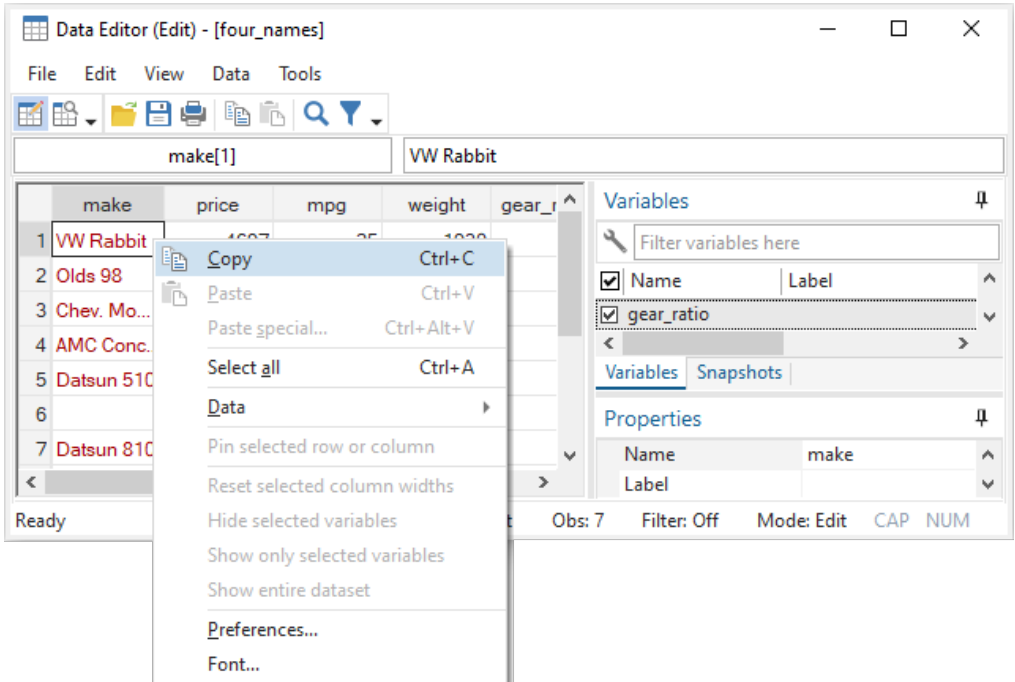 Data Editor (Edit) - [four_names]
File Edit View Data Tools
make[1] VW Rabbit
make price mpg weight gear_r
1 VW Rabbit
2 Olds 98
3 Chev. Mo...
4 AMC Conc.
5 Datsun 510
6
7 Datsun 810
Copy Ctrl+C
Paste Ctrl+V
Paste special... Ctrl+Alt+V
Select all Ctrl+A
Data
Pin selected row or column
Reset selected column widths
Hide selected variables
Show only selected variables
Show entire dataset
Preferences...
Font...
Variables
Filter variables here
Name Label
gear_ratio
Variables Snapshots
Properties
Name make
Label
Ready Obs: 7 Filter: Off Mode: Edit CAP NUM